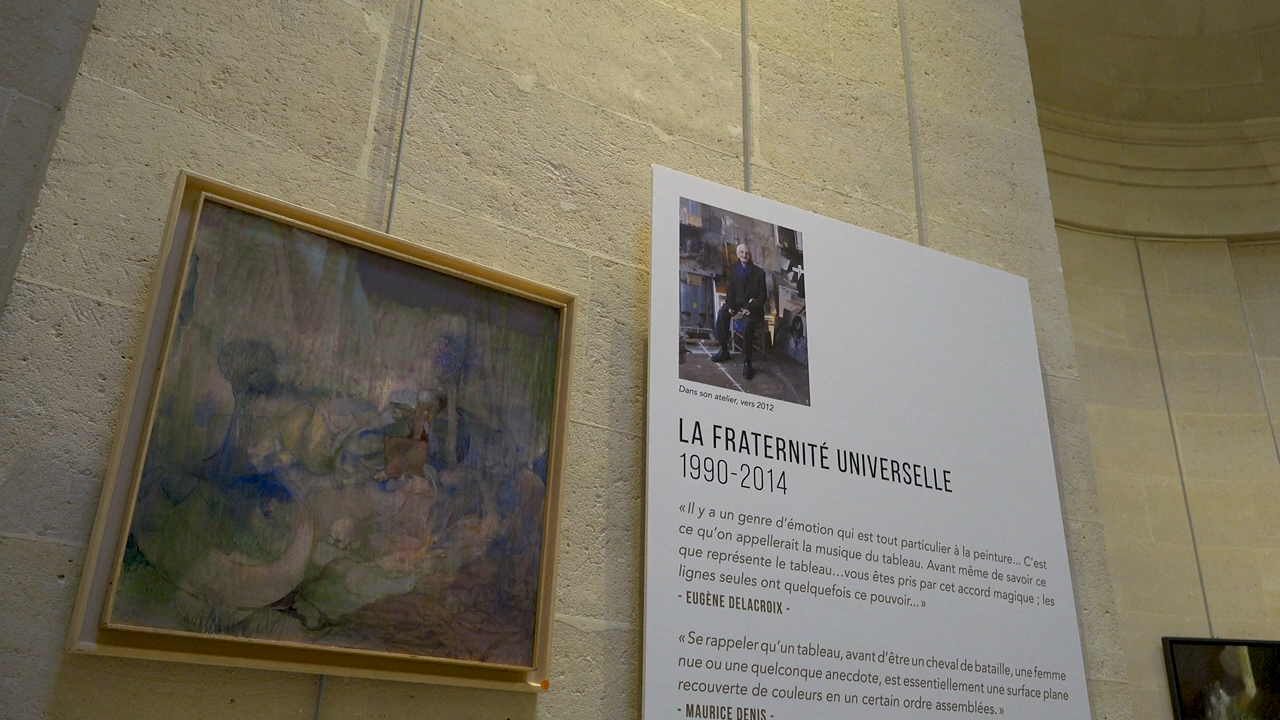 Dans son atelier, vers 2012
LA FRATERNITÉ UNIVERSELLE
1990-2014
« Il y a un genre d'émotion qui est tout particulier à la peinture... C'est
ce qu'on appellerait la musique du tableau. Avant même de savoir ce
que représente le tableau...vous êtes pris par cet accord magique ; les
lignes seules ont quelquefois ce pouvoir... »
- EUGÈNE DELACROIX -
« Se rappeler qu'un tableau, avant d'être un cheval de bataille, une femme
nue ou une quelconque anecdote, est essentiellement une surface plane
recouverte de couleurs en un certain ordre assemblées. »
- MAURICE DENIS -